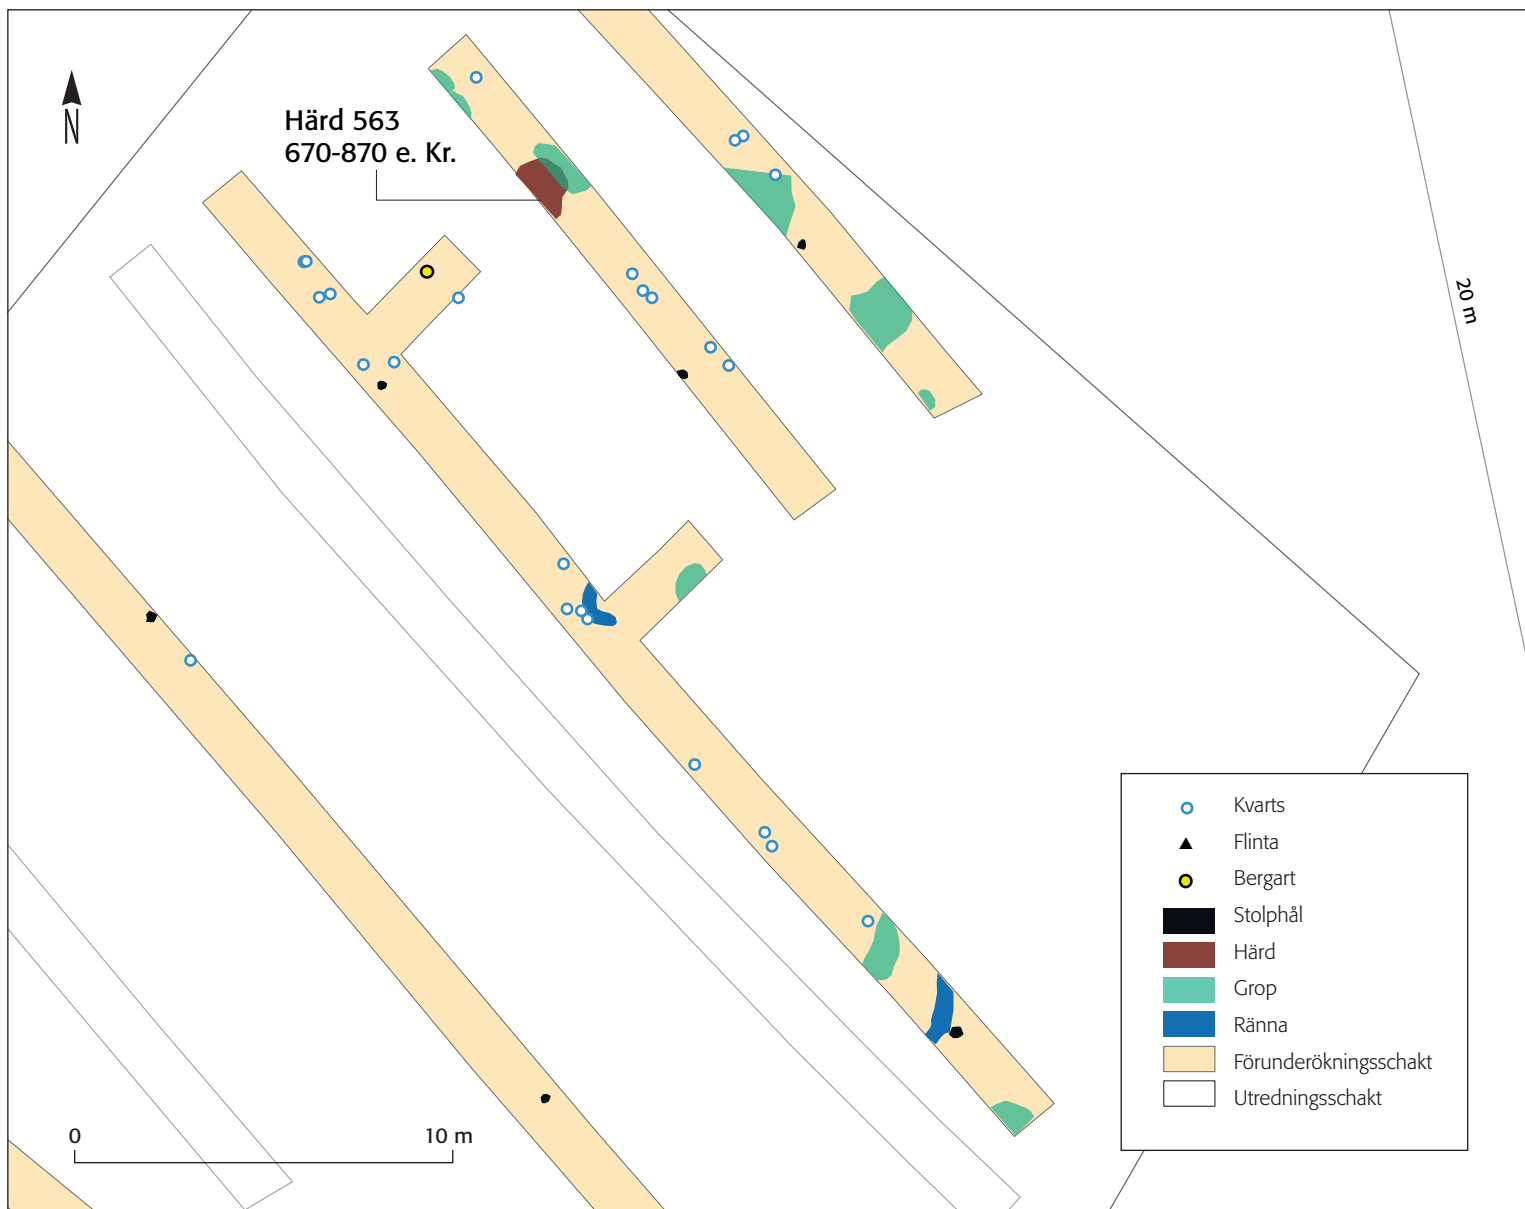 N
Härd 563
670-870 e. Kr.
20 m
Kvarts
Flinta
Bergart
Stolphål
Härd
Grop
Ränna
Förunderökningsschakt
Utredningsschakt
0
10 m